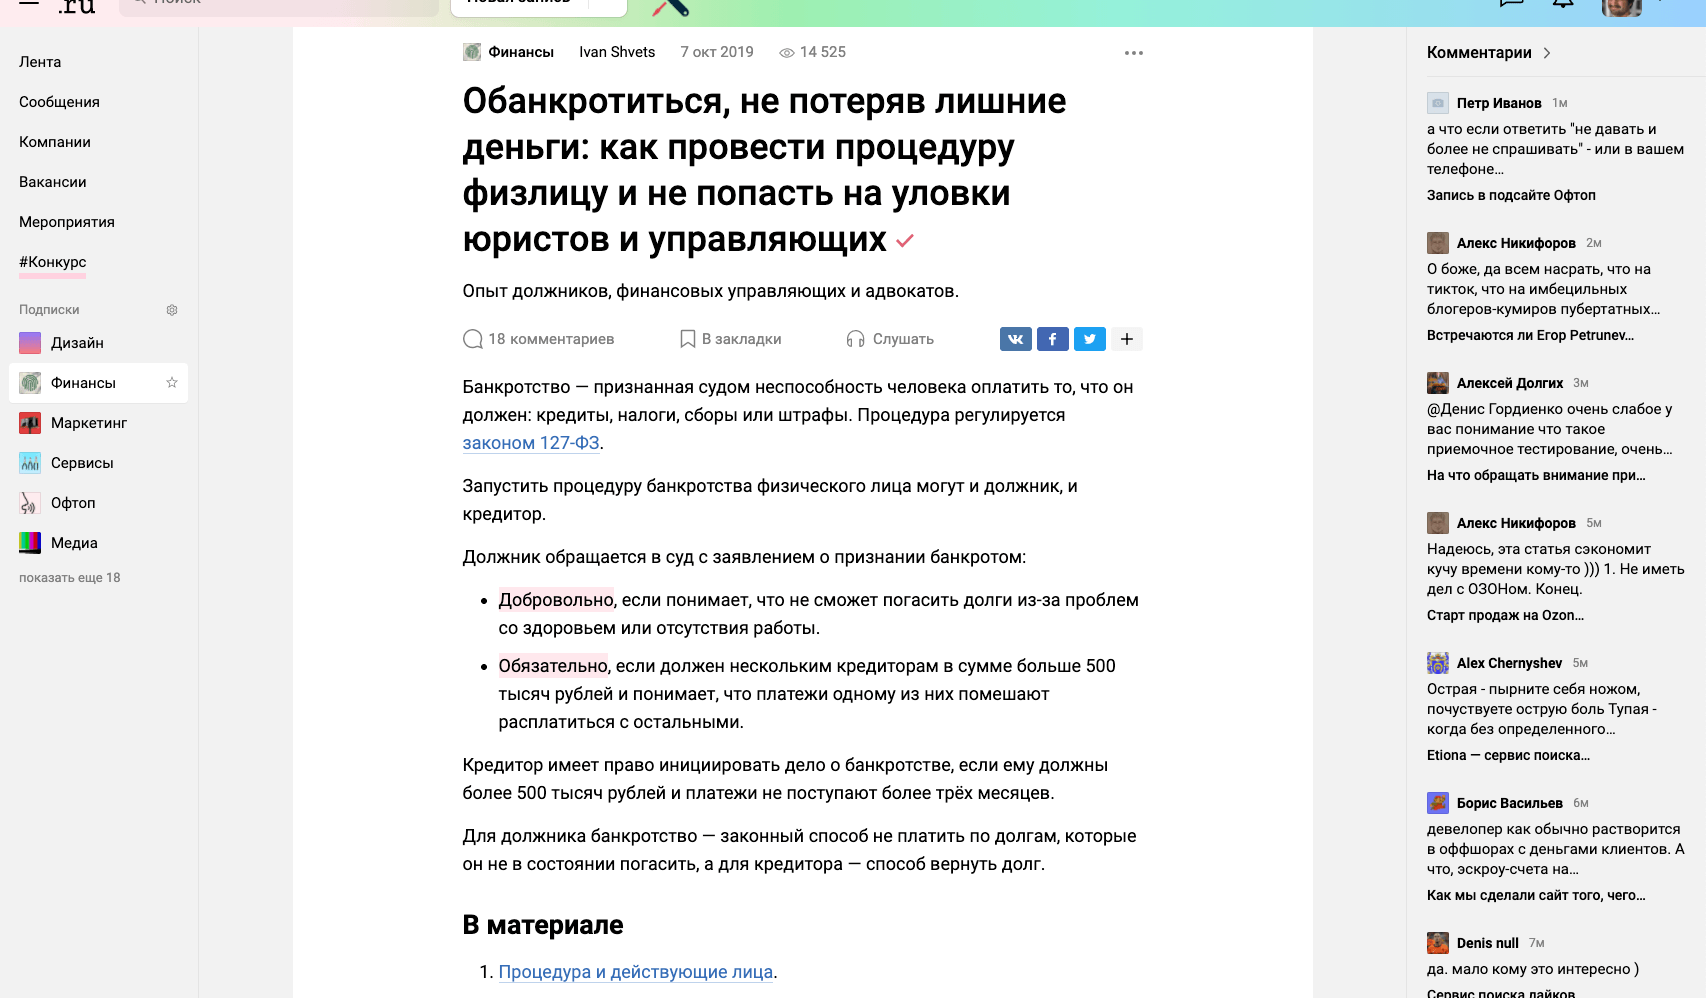 .ru
Поиск
Новая запись
Лента
Сообщения
Компании
Вакансии
Мероприятия
#Конкурс
Подписки
Дизайн
Финансы
Маркетинг
Сервисы
Офтоп
Медиа
показать еще 18
Финансы Ivan Shvets 7 окт 2019 14 525
Обанкротиться, не потеряв лишние
деньги: как провести процедуру
физлицу и не попасть на уловки
юристов и управляющих
Опыт должников, финансовых управляющих и адвокатов.
18 комментариев В закладки Слушать
Банкротство — признанная судом неспособность человека оплатить то, что он
должен: кредиты, налоги, сборы или штрафы. Процедура регулируется
законом 127-ФЗ.
Запустить процедуру банкротства физического лица могут и должник, и
кредитор.
Должник обращается в суд с заявлением о признании банкротом:
• Добровольно, если понимает, что не сможет погасить долги из-за проблем
со здоровьем или отсутствия работы.
• Обязательно, если должен нескольким кредиторам в сумме больше 500
тысяч рублей и понимает, что платежи одному из них помешают
расплатиться с остальными.
Кредитор имеет право инициировать дело о банкротстве, если ему должны
более 500 тысяч рублей и платежи не поступают более трёх месяцев.
Для должника банкротство — законный способ не платить по долгам, которые
он не в состоянии погасить, а для кредитора — способ вернуть долг.
В материале
1. Процедура и действующие лица.
Комментарии
Петр Иванов 1м
а что если ответить "не давать и
более не спрашивать" - или в вашем
телефоне...
Запись в подсайте Офтоп
Алекс Никифоров 2м
О боже, да всем насрать, что на
тикток, что на имбецильных
блогеров-кумиров пубертатных...
Встречаются ли Егор Petrunev...
Алексей Долгих 3м
@Денис Гордиенко очень слабое у
вас понимание что такое
приемочное тестирование, очень...
На что обращать внимание при...
Алекс Никифоров 5м
Надеюсь, эта статья сэкономит
кучу времени кому-то ))) 1. Не иметь
дел с ОЗОНом. Конец.
Старт продаж на Ozon...
Alex Chernyshev 5м
Острая - пырните себя ножом,
почуствуете острую боль Тупая -
когда без определенного...
Etiona — сервис поиска...
Борис Васильев 6м
девелопер как обычно растворится
в оффшорах с деньгами клиентов. А
что, эскроу-счета на...
Как мы сделали сайт того, чего...
Denis null 7м
да. мало кому это интересно )
Сервис поиска лайков